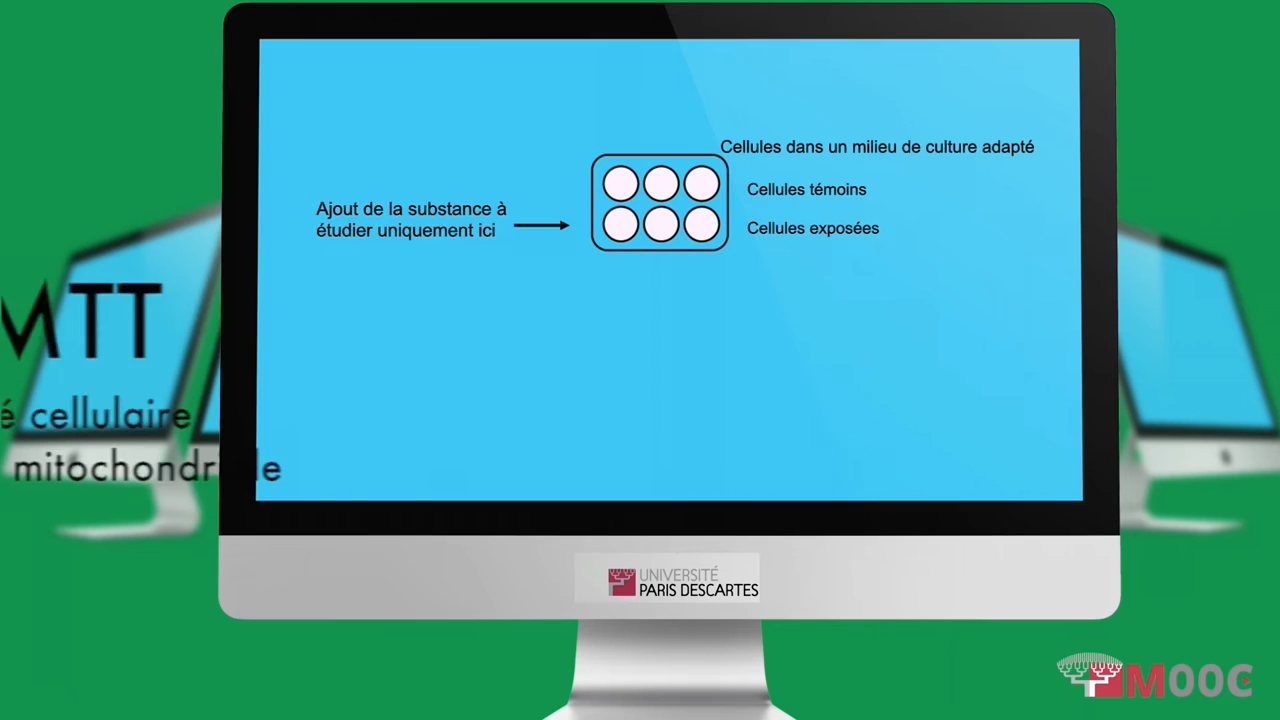 Cellules dans un milieu de culture adapté
Cellules témoins
Ajout de la substance à
étudier uniquement ici
Cellules exposées
MTT
é cellulaire
mitochondriale
UNIVERSITÉ
PARIS DESCARTES
MOOC